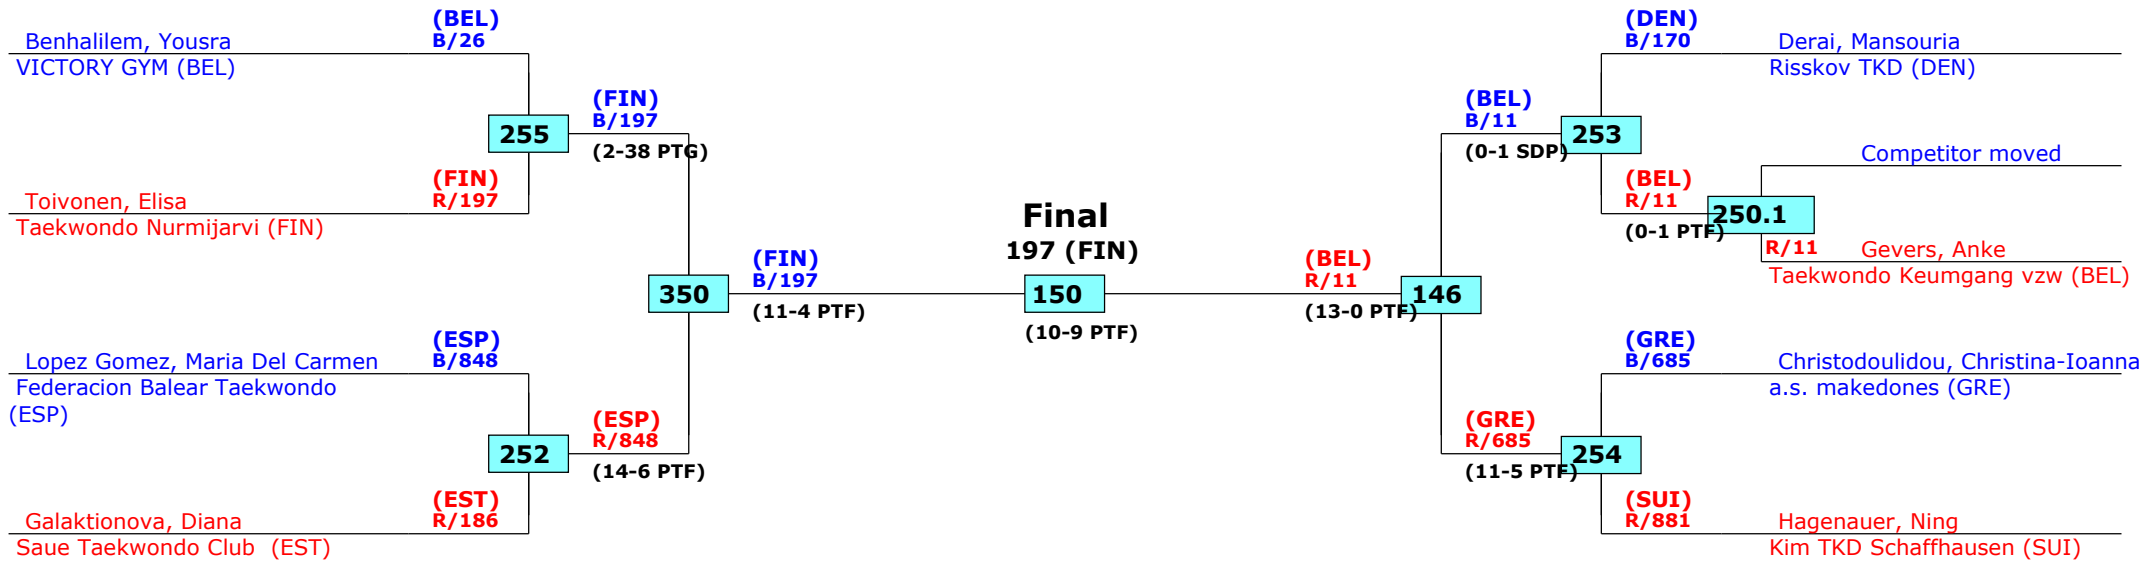 (BEL)
B/26
Benhalilem, Yousra
VICTORY GYM (BEL)
255
(FIN)
B/197
(2-38 PTG)
(FIN)
R/197
Toivonen, Elisa
Taekwondo Nurmijarvi (FIN)
350
(FIN)
B/197
(11-4 PTF)
(ESP)
B/848
Lopez Gomez, Maria Del Carmen
Federacion Balear Taekwondo
(ESP)
252
(ESP)
R/848
(14-6 PTF)
(EST)
R/186
Galaktionova, Diana
Saue Taekwondo Club (EST)
Final
197 (FIN)
150
(10-9 PTF)
(DEN)
B/170
Derai, Mansouria
Risskov TKD (DEN)
(BEL)
B/11
(0-1 SDP)
253
Competitor moved
(BEL)
R/11
(0-1 PTF)
250.1
R/11
Gevers, Anke
Taekwondo Keumgang vzw (BEL)
(BEL)
R/11
(13-0 PTF)
146
(GRE)
B/685
Christodoulidou, Christina-Ioanna
a.s. makedones (GRE)
(GRE)
R/685
(11-5 PTF)
254
(SUI)
R/881
Hagenauer, Ning
Kim TKD Schaffhausen (SUI)